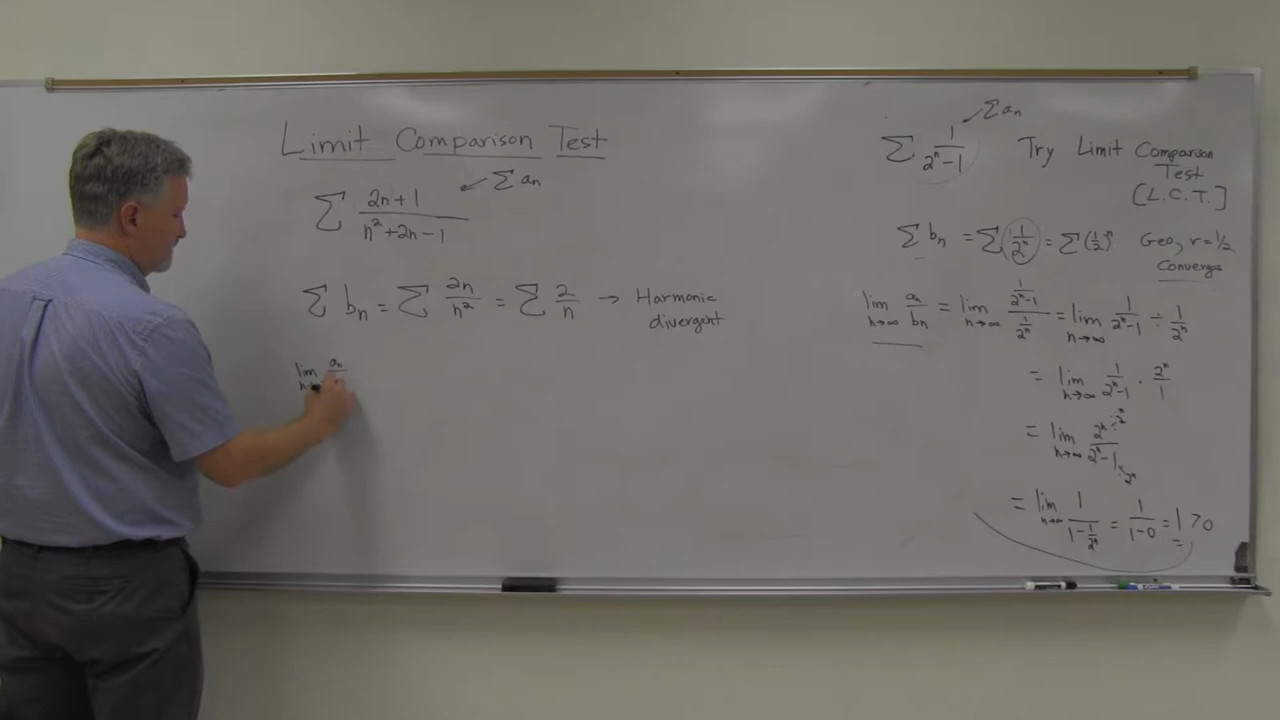 Limit Comparison Test
∑ (2n+1)/(n²+2n-1) ↙ ∑ aₙ
∑ bₙ = ∑ 2n/n² = ∑ 2/n → Harmonic
divergent
lim aₙ
∑ 1/(2ⁿ-1) ↙ ∑ aₙ
Try Limit Comparison
Test
[L.C.T.]
∑ bₙ = ∑ 1/2ⁿ = ∑ (1/2)ⁿ Geo, r = 1/2,
Converges
lim n→∞ aₙ/bₙ = lim n→∞ (1/(2ⁿ-1))/(1/2ⁿ) = lim n→∞ 1/(2ⁿ-1) ÷ 1/2ⁿ
= lim n→∞ 1/(2ⁿ-1) · 2ⁿ/1
= lim n→∞ 2ⁿ ÷2ⁿ/(2ⁿ-1) ÷2ⁿ
= lim n→∞ 1/(1-1/2ⁿ) = 1/(1-0) = 1 > 0